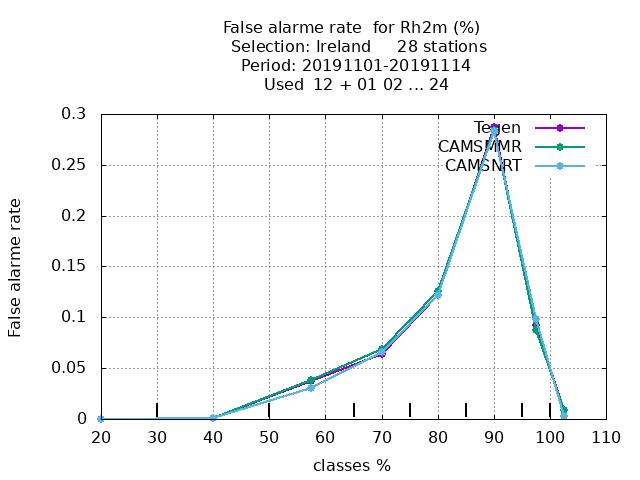 False alarme rate  for Rh2m (%)
Selection: Ireland     28 stations
Period: 20191101-20191114
Used  12 + 01 02 ... 24
Tegen
CAMSMMR
CAMSNRT
False alarme rate
0.3
0.25
0.2
0.15
0.1
0.05
0
20 30 40 50 60 70 80 90 100 110
classes %